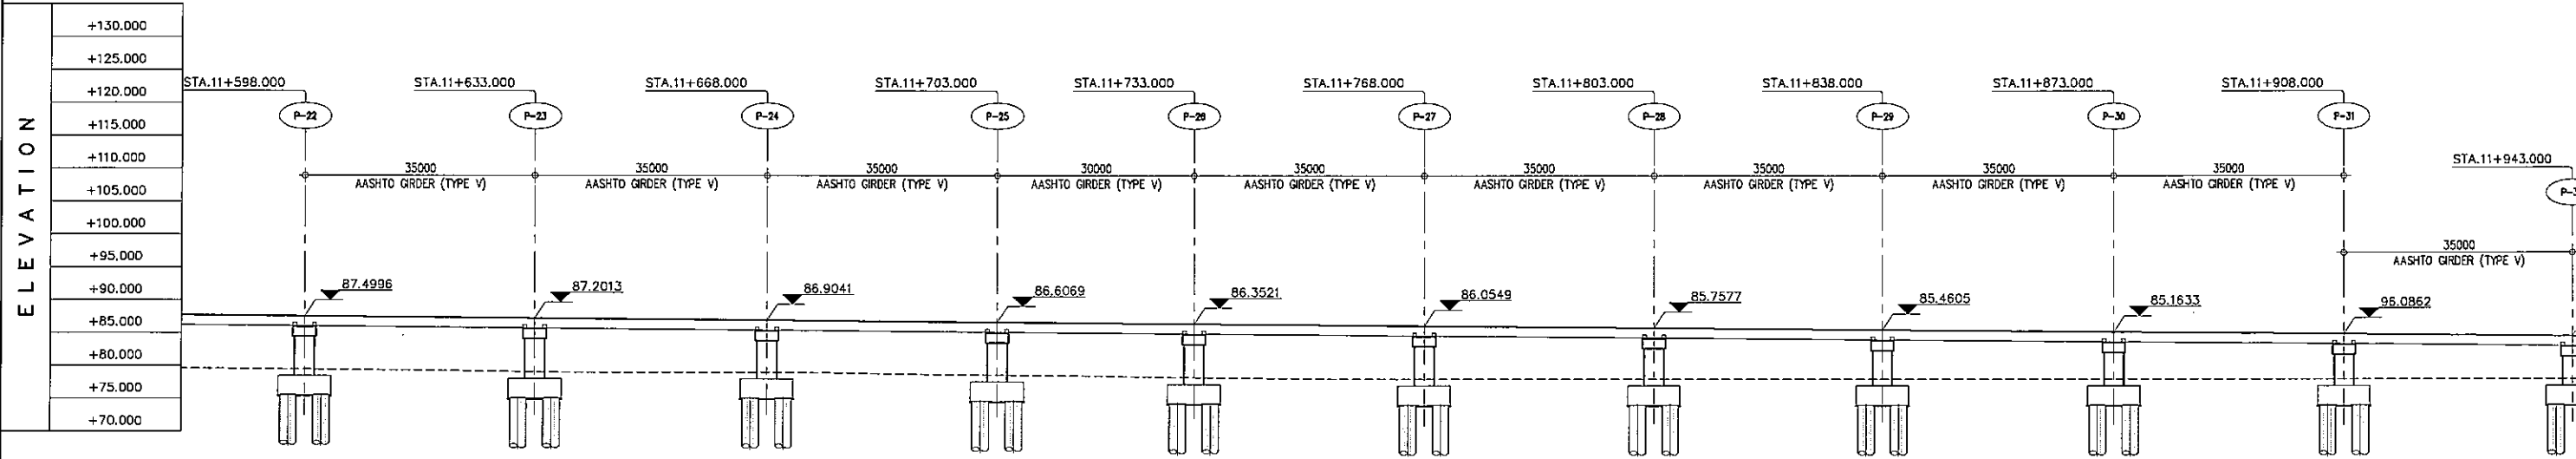 ELEVATION
+130.000
+125.000
+120.000
+115.000
+110.000
+105.000
+100.000
+95.000
+90.000
+85.000
+80.000
+75.000
+70.000
STA.11+598.000
STA.11+633.000
STA.11+668.000
STA.11+703.000
STA.11+733.000
STA.11+768.000
STA.11+803.000
STA.11+838.000
STA.11+873.000
STA.11+908.000
STA.11+943.000
P-22
P-23
P-24
P-25
P-26
P-27
P-28
P-29
P-30
P-31
35000
AASHTO GIRDER (TYPE V)
35000
AASHTO GIRDER (TYPE V)
35000
AASHTO GIRDER (TYPE V)
30000
AASHTO GIRDER (TYPE V)
35000
AASHTO GIRDER (TYPE V)
35000
AASHTO GIRDER (TYPE V)
35000
AASHTO GIRDER (TYPE V)
35000
AASHTO GIRDER (TYPE V)
35000
AASHTO GIRDER (TYPE V)
35000
AASHTO GIRDER (TYPE V)
87.4996
87.2013
86.9041
86.6069
86.3521
86.0549
85.7577
85.4605
85.1633
96.0862